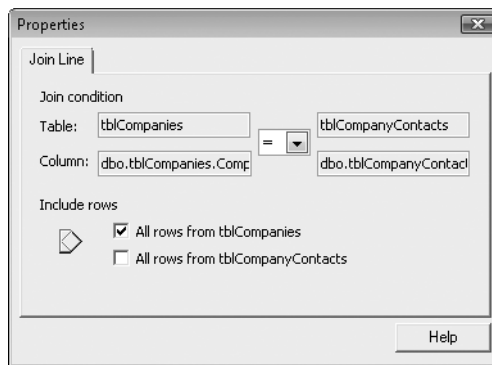 Properties
Join Line
Join condition
Table: tblCompanies = tblCompanyContacts
Column: dbo.tblCompanies.Comp dbo.tblCompanyContact
Include rows
All rows from tblCompanies
All rows from tblCompanyContacts
Help